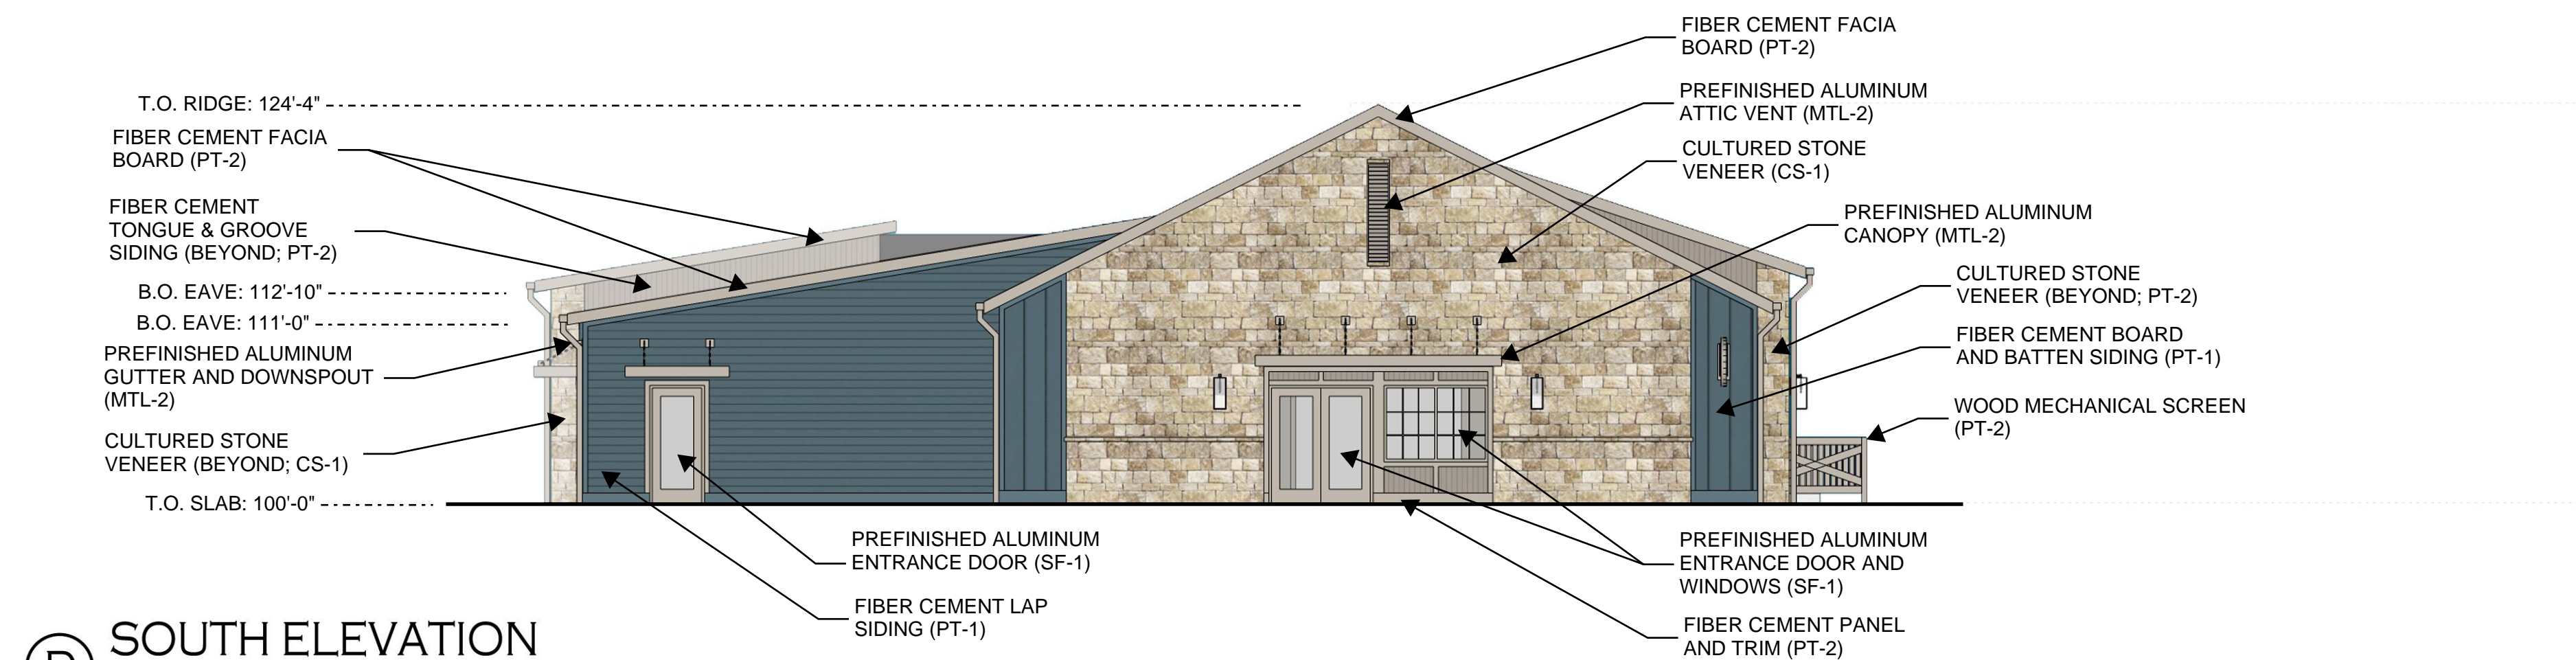 T.O. RIDGE: 124'-4"
FIBER CEMENT FACIA
BOARD (PT-2)
FIBER CEMENT
TONGUE & GROOVE
SIDING (BEYOND; PT-2)
B.O. EAVE: 112'-10"
B.O. EAVE: 111'-0"
PREFINISHED ALUMINUM
GUTTER AND DOWNSPOUT
(MTL-2)
CULTURED STONE
VENEER (BEYOND; CS-1)
T.O. SLAB: 100'-0"
PREFINISHED ALUMINUM
ENTRANCE DOOR (SF-1)
FIBER CEMENT LAP
SIDING (PT-1)
FIBER CEMENT FACIA
BOARD (PT-2)
PREFINISHED ALUMINUM
ATTIC VENT (MTL-2)
CULTURED STONE
VENEER (CS-1)
PREFINISHED ALUMINUM
CANOPY (MTL-2)
CULTURED STONE
VENEER (BEYOND; PT-2)
FIBER CEMENT BOARD
AND BATTEN SIDING (PT-1)
WOOD MECHANICAL SCREEN
(PT-2)
PREFINISHED ALUMINUM
ENTRANCE DOOR AND
WINDOWS (SF-1)
FIBER CEMENT PANEL
AND TRIM (PT-2)
SOUTH ELEVATION